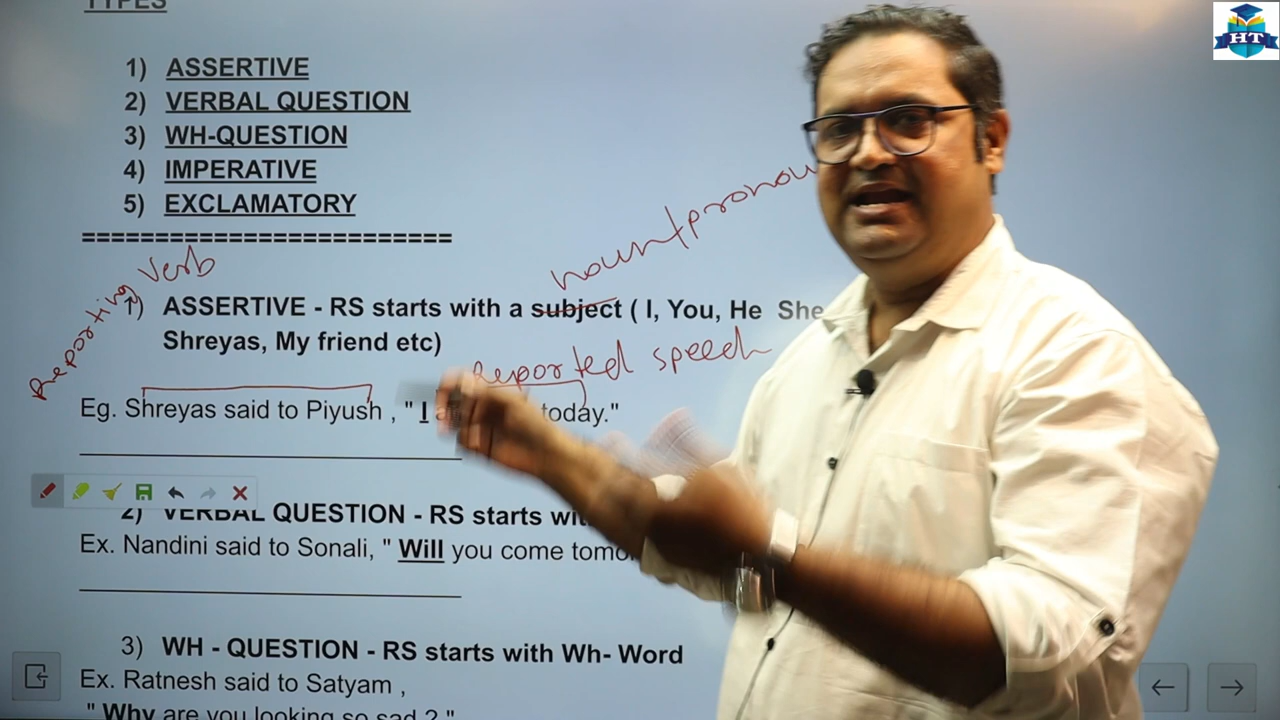 TYPES
1) ASSERTIVE
2) VERBAL QUESTION
3) WH-QUESTION
4) IMPERATIVE
5) EXCLAMATORY
========================
Reporting Verb
noun/pronoun
1) ASSERTIVE - RS starts with a subject ( I, You, He She
Shreyas, My friend etc)
Reported speech
Eg. Shreyas said to Piyush , " I today."
2) VERBAL QUESTION - RS starts
Ex. Nandini said to Sonali, " Will you come
3) WH - QUESTION - RS starts with Wh- Word
Ex. Ratnesh said to Satyam ,
" Why are you looking so sad ? "
HT